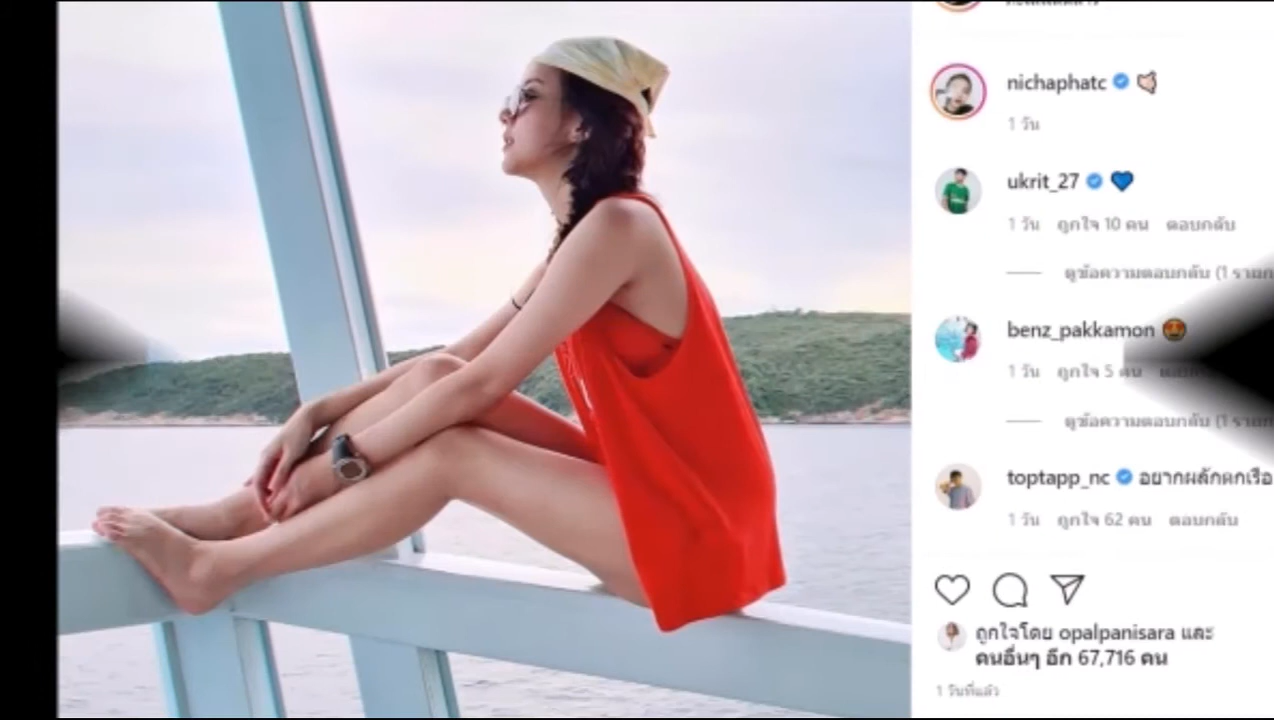 nichaphatc
1 วัน
ukrit_27
1 วัน ถูกใจ 10 คน ตอบกลับ
ดูข้อความตอบกลับ (1 ราย
benz_pakkamon
1 วัน ถูกใจ 5 คน
ดูข้อความตอบกลับ (1 ราย
toptapp_nc อยากผลักตกเรือ
1 วัน ถูกใจ 62 คน ตอบกลับ
ถูกใจโดย opalpanisara และ
คนอื่นๆ อีก 67,716 คน
1 วันที่แล้ว